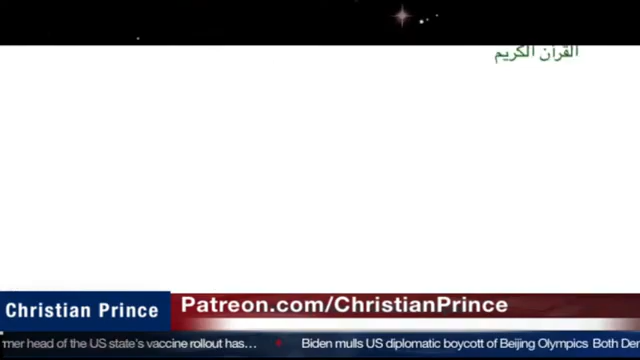 القرآن الكريم
Patreon.com/ChristianPrince
Christian Prince
rmer head of the US state's vaccine rollout has... Biden mulls US diplomatic boycott of Beijing Olympics Both De